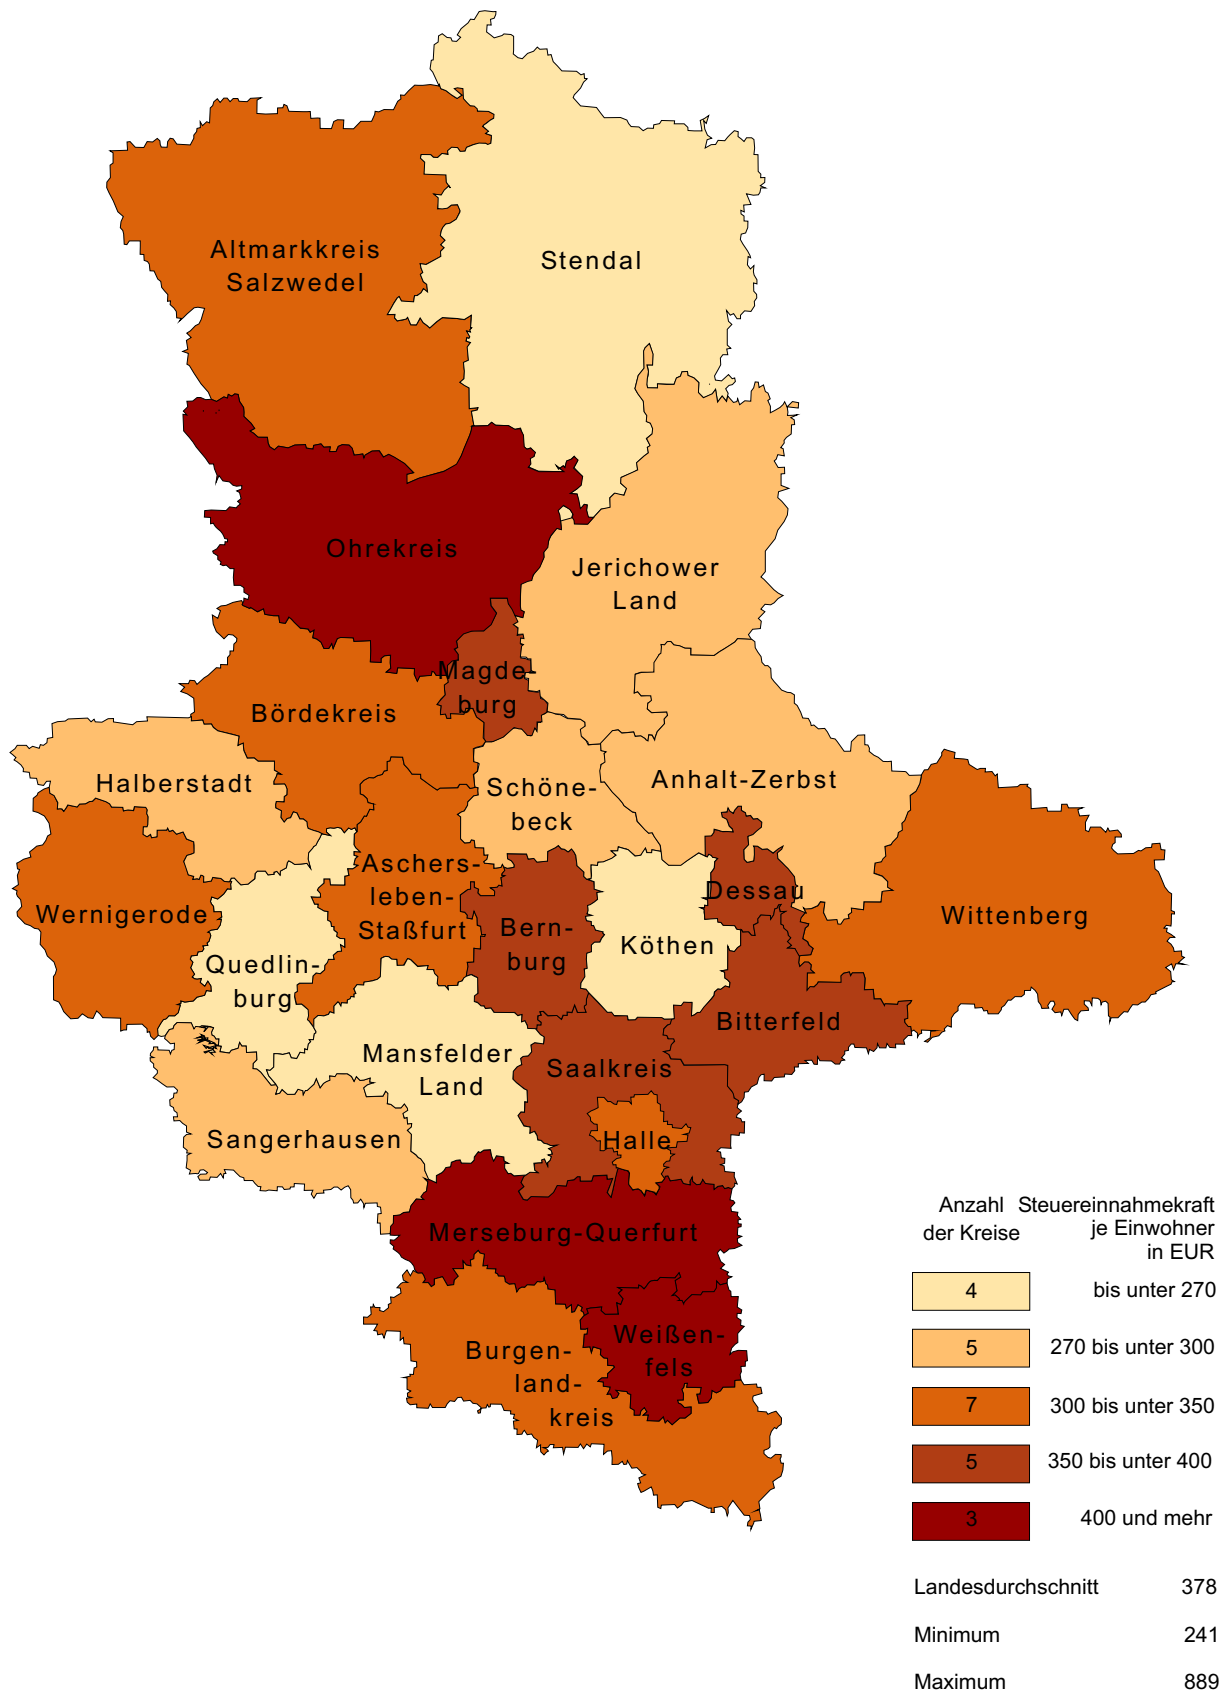 Altmarkkreis
Salzwedel
Stendal
Ohrekreis
Jerichower
Land
Magde-
burg
Bördekreis
Halberstadt
Schöne-
beck
Anhalt-Zerbst
Aschers-
leben-
Staßfurt
Dessau
Wernigerode
Wittenberg
Bern-
burg
Köthen
Quedlin-
burg
Bitterfeld
Mansfelder
Land
Saalkreis
Sangerhausen
Halle
Merseburg-Querfurt
Weißen-
fels
Burgen-
land-
kreis
Anzahl
der Kreise
Steuereinnahmekraft
je Einwohner
in EUR
4 bis unter 270
5 270 bis unter 300
7 300 bis unter 350
5 350 bis unter 400
3 400 und mehr
Landesdurchschnitt 378
Minimum 241
Maximum 889